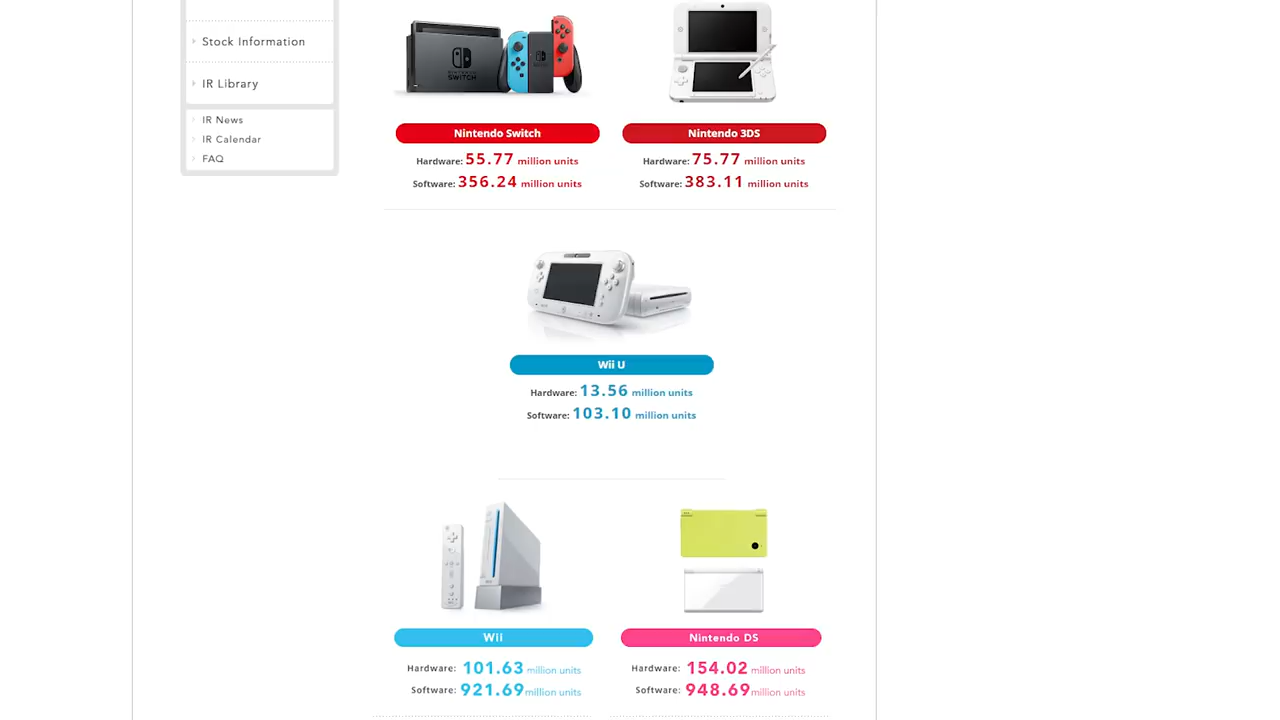 Stock Information
IR Library
IR News
IR Calendar
FAQ
NINTENDO
SWITCH
Nintendo Switch
Hardware: 55.77 million units
Software: 356.24 million units
Nintendo 3DS
Hardware: 75.77 million units
Software: 383.11 million units
Wii U
Hardware: 13.56 million units
Software: 103.10 million units
Wii
Hardware: 101.63 million units
Software: 921.69 million units
Nintendo DS
Hardware: 154.02 million units
Software: 948.69 million units